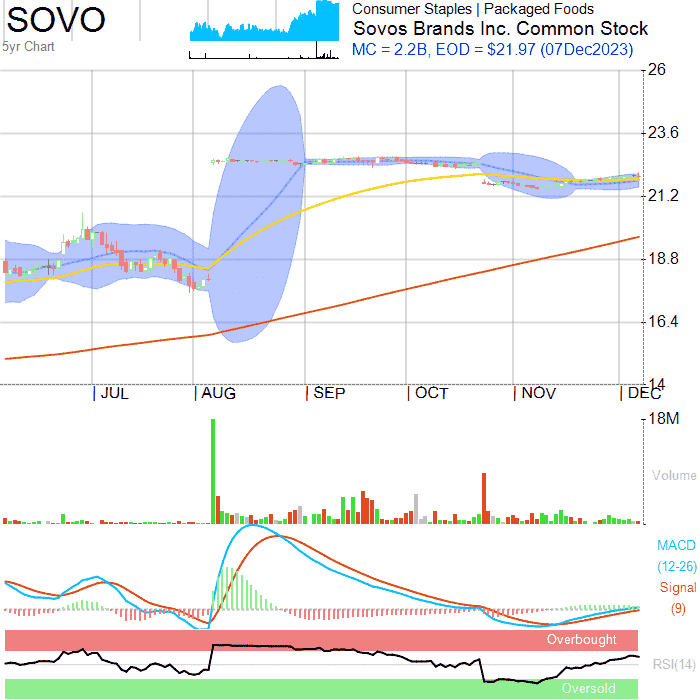 SOVO
5yr Chart
Consumer Staples | Packaged Foods
Sovos Brands Inc. Common Stock
MC = 2.2B, EOD = $21.97 (07Dec2023)
26
23.6
21.2
18.8
16.4
14
JUL AUG SEP OCT NOV DEC
18M
Volume
MACD
(12-26)
Signal
(9)
Overbought
RSI(14)
Oversold